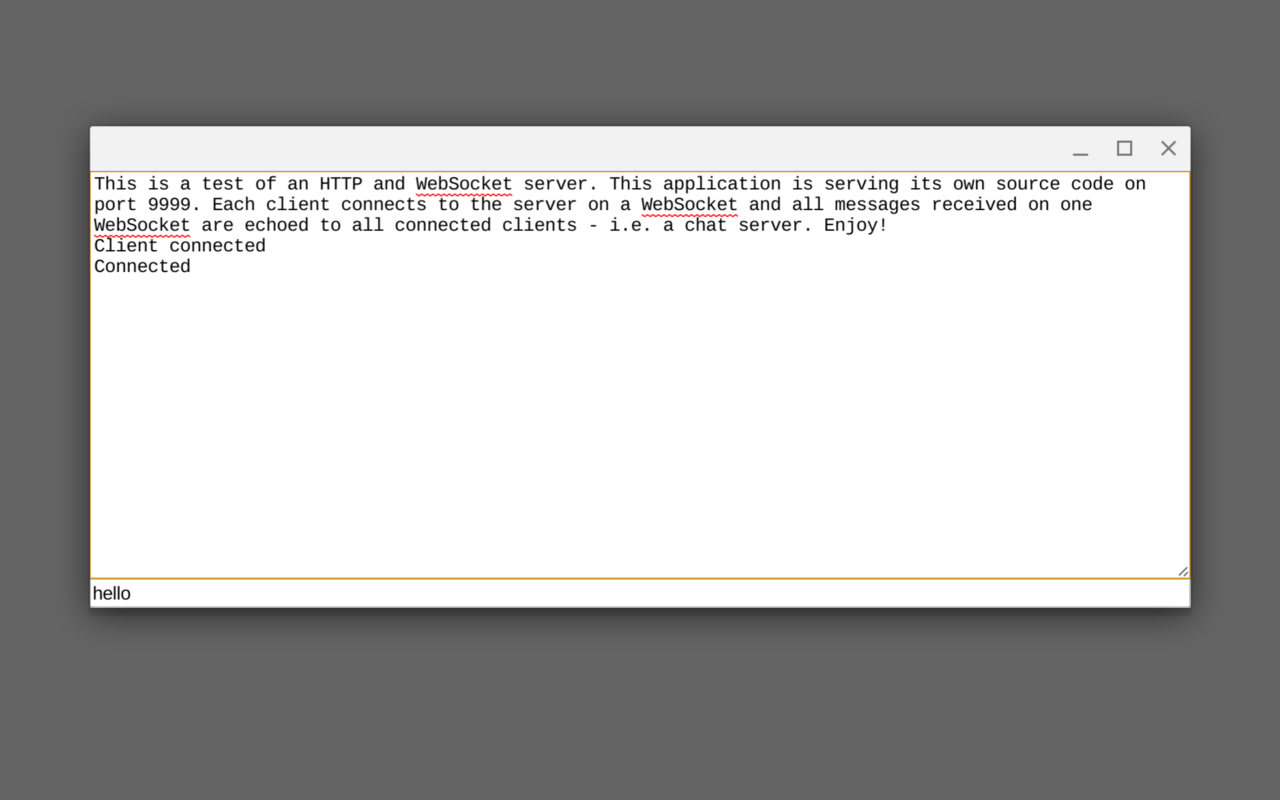 This is a test of an HTTP and WebSocket server. This application is serving its own source code on
port 9999. Each client connects to the server on a WebSocket and all messages received on one
WebSocket are echoed to all connected clients - i.e. a chat server. Enjoy!
Client connected
Connected
hello